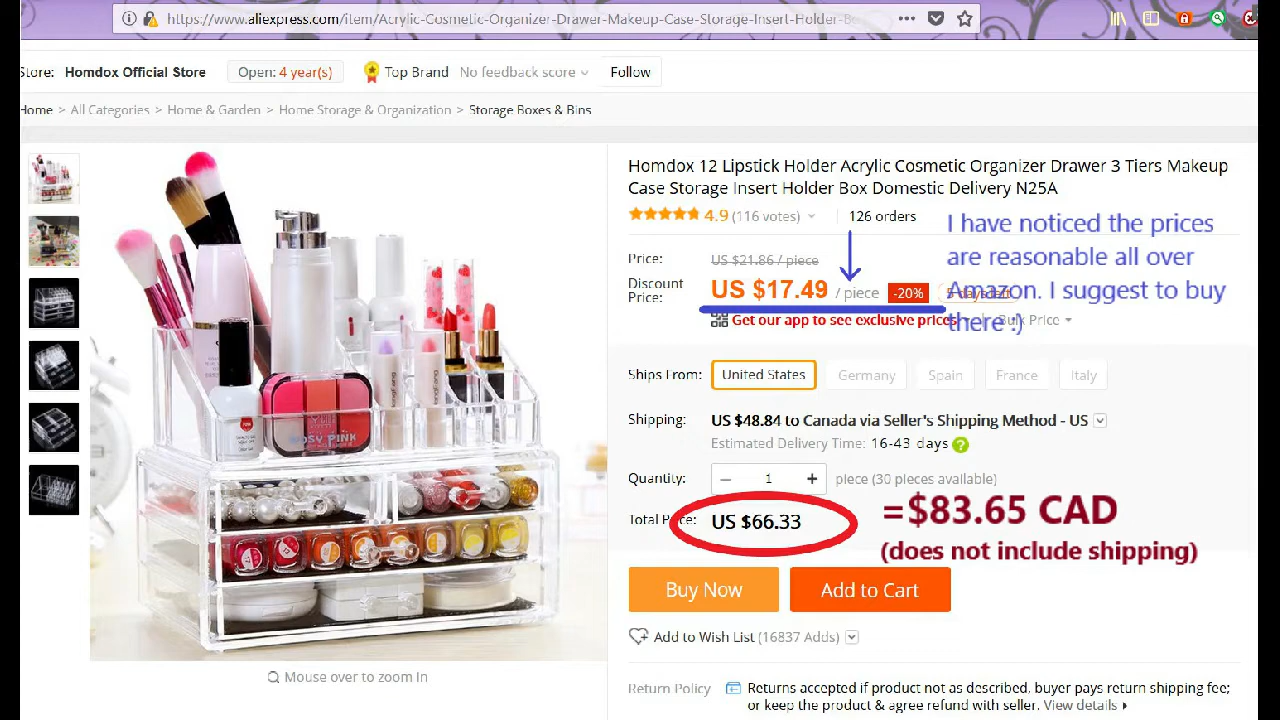 https://www.aliexpress.com/item/Acrylic-Cosmetic-Organizer-Drawer-Makeup-Case-Storage-Insert-Holder-
Store: Homdox Official Store Open: 4 year(s) Top Brand No feedback score Follow
Home > All Categories > Home & Garden > Home Storage & Organization > Storage Boxes & Bins
Homdox 12 Lipstick Holder Acrylic Cosmetic Organizer Drawer 3 Tiers Makeup
Case Storage Insert Holder Box Domestic Delivery N25A
4.9 (116 votes) 126 orders
I have noticed the prices
are reasonable all over
Amazon. I suggest to buy
there :)
Price: US $21.86 / piece
Discount
Price: US $17.49 / piece -20% 5 days left
Get our app to see exclusive prices Bulk Price
Ships From: United States Germany Spain France Italy
Shipping: US $48.84 to Canada via Seller's Shipping Method - US
Estimated Delivery Time: 16-43 days ?
Quantity: – 1 + piece (30 pieces available)
Total Price: US $66.33
=$83.65 CAD
(does not include shipping)
Buy Now Add to Cart
Add to Wish List (16837 Adds)
ROSY PINK
Mouse over to zoom in
Return Policy Returns accepted if product not as described, buyer pays return shipping fee;
or keep the product & agree refund with seller. View details